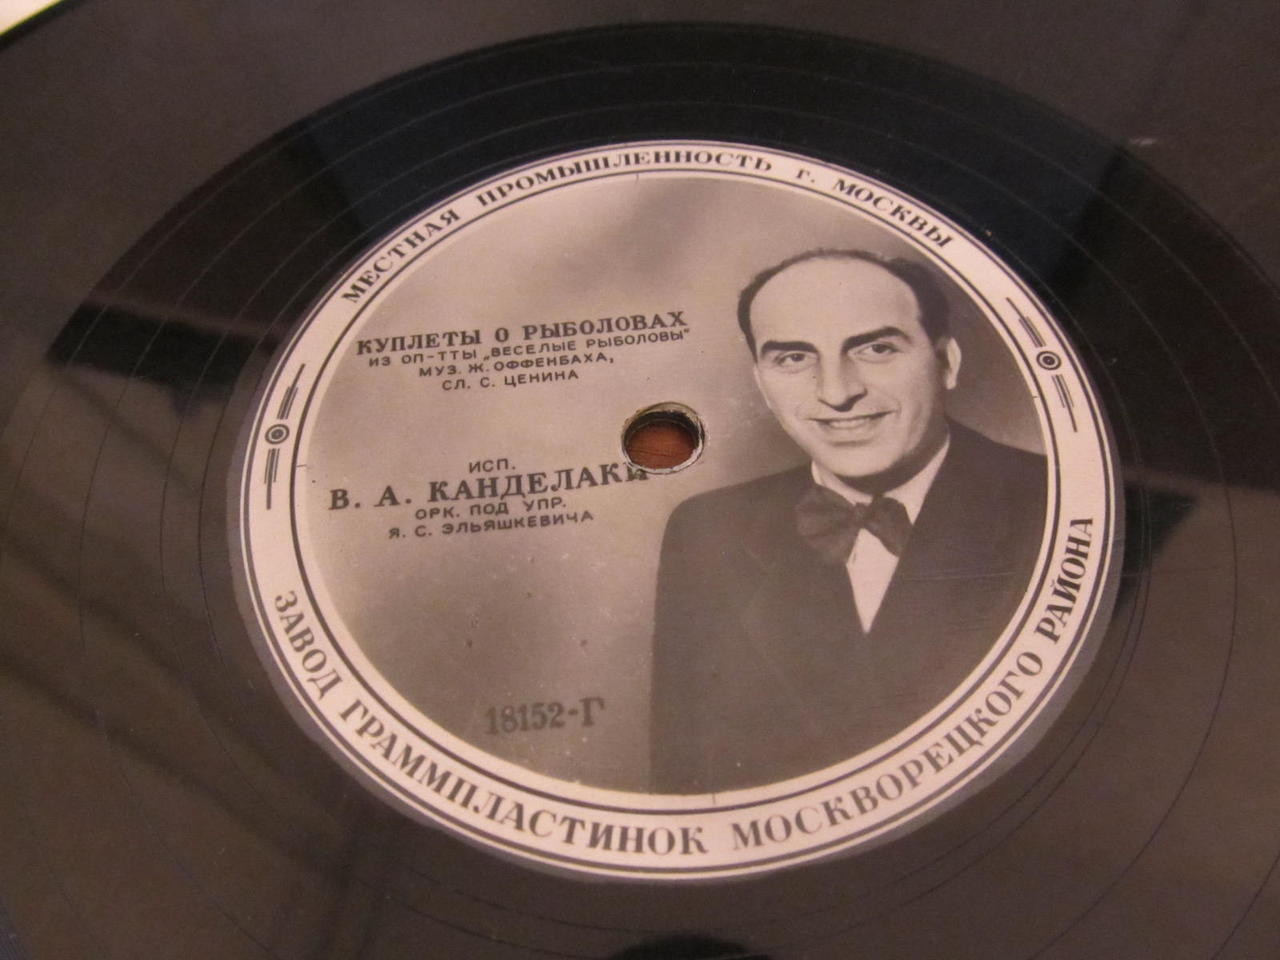 МЕСТНАЯ ПРОМЫШЛЕННОСТЬ г. МОСКВЫ
КУПЛЕТЫ О РЫБОЛОВАХ
ИЗ ОП-ТТЫ „ВЕСЕЛЫЕ РЫБОЛОВЫ"
МУЗ. Ж. ОФФЕНБАХА,
СЛ. С. ЦЕНИНА
ИСП.
В. А. КАНДЕЛАКИ
ОРК. ПОД УПР.
Я. С. ЭЛЬЯШКЕВИЧА
18152-Г
ЗАВОД ГРАММПЛАСТИНОК МОСКВОРЕЦКОГО РАЙОНА